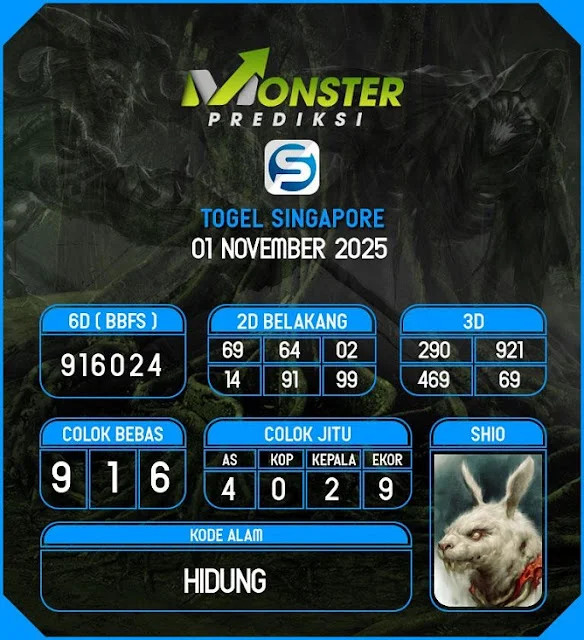 MONSTER
PREDIKSI
S
TOGEL SINGAPORE
01 NOVEMBER 2025
6D ( BBFS )
916024
2D BELAKANG
69 64 02
14 91 99
3D
290 921
469 69
COLOK BEBAS
9 1 6
COLOK JITU
AS KOP KEPALA EKOR
4 0 2 9
SHIO
KODE ALAM
HIDUNG